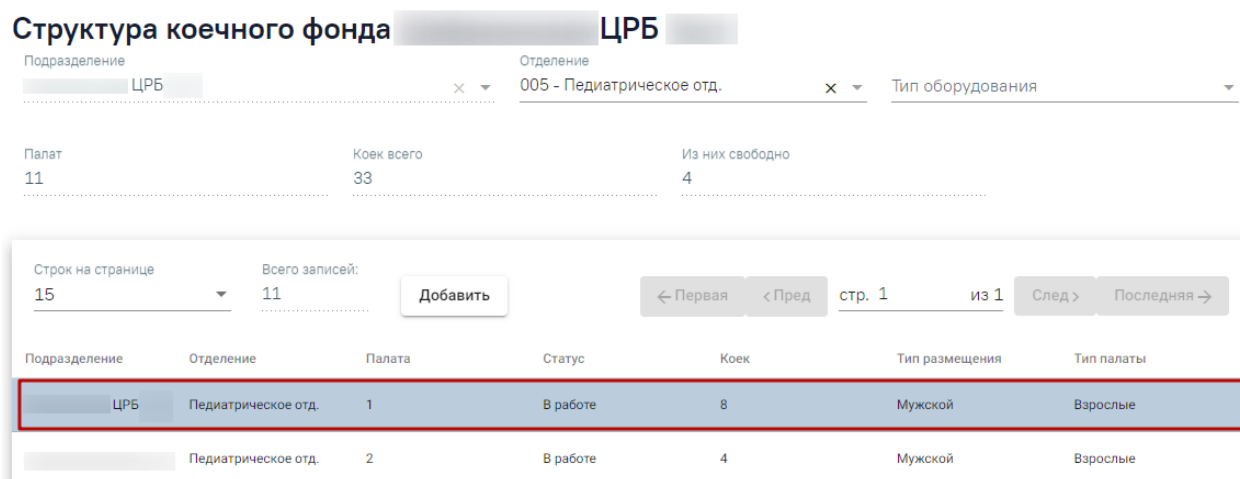 Структура коечного фонда ЦРБ
Подразделение Отделение
ЦРБ × 005 - Педиатрическое отд. × Тип оборудования
Палат Коек всего Из них свободно
11 33 4
Строк на странице Всего записей:
15 11 Добавить ← Первая < Пред стр. 1 из 1 След > Последняя →
Подразделение Отделение Палата Статус Коек Тип размещения Тип палаты
ЦРБ Педиатрическое отд. 1 В работе 8 Мужской Взрослые
Педиатрическое отд. 2 В работе 4 Мужской Взрослые